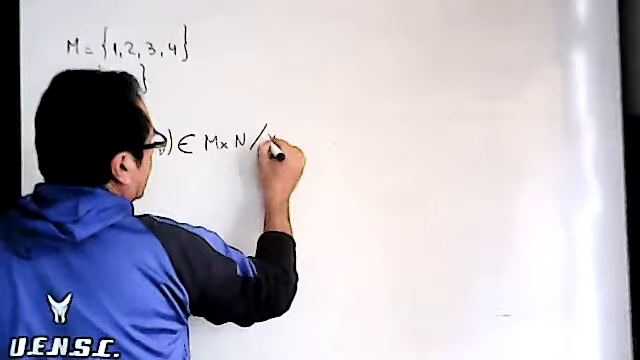 M = {1, 2, 3, 4}
}
) ∈ M x N /
U.E.N.S.C.